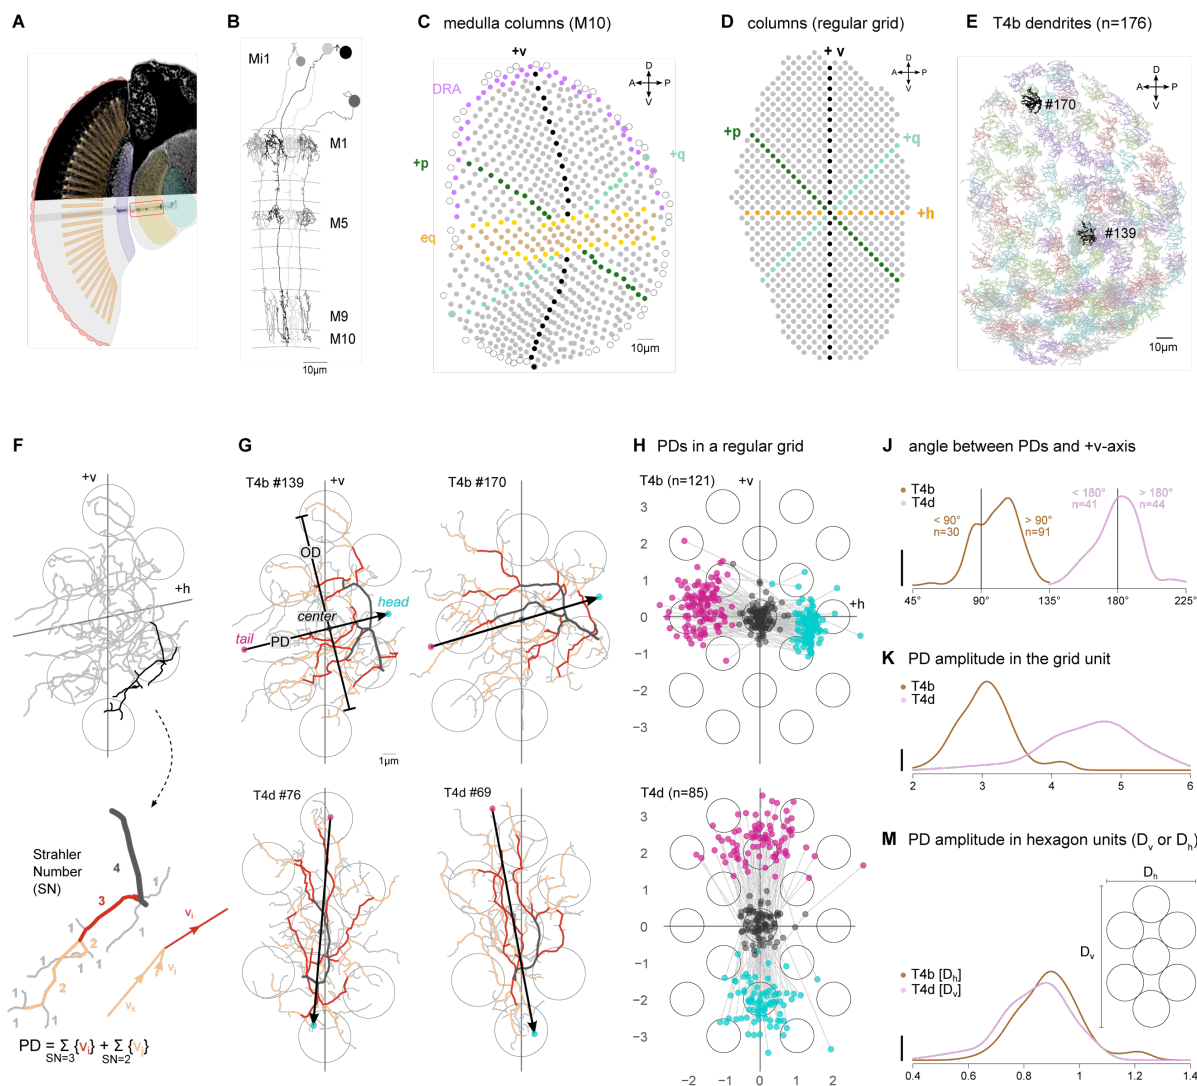 A
B
Mi1
M1
M5
M9
M10
10μm
C medulla columns (M10)
+v
DRA
D
A P
V
+p
+q
eq
10μm
D columns (regular grid)
+ v
D
A P
V
+p
+q
+h
E T4b dendrites (n=176)
D
A P
V
#170
#139
10μm
F
+v
+h
Strahler
Number
(SN)
4
3
1
1
1
2
1
1
1
2
1
1
1
vi
vj
vk
PD = Σ {vi} + Σ {vj}
SN=3 SN=2
G
T4b #139
+v
OD
center
head
tail
PD
1μm
T4b #170
T4d #76
T4d #69
H PDs in a regular grid
T4b (n=121)
+v
3
2
1
0
+h
−1
−2
−3
T4d (n=85)
3
2
1
0
−1
−2
−3
−2 −1 0 1 2
J angle between PDs and +v-axis
T4b
T4d
< 90°
n=30
> 90°
n=91
< 180°
n=41
> 180°
n=44
45° 90° 135° 180° 225°
K PD amplitude in the grid unit
T4b
T4d
2 3 4 5 6
M PD amplitude in hexagon units (Dv or Dh)
Dh
Dv
T4b [Dh]
T4d [Dv]
0.4 0.6 0.8 1 1.2 1.4